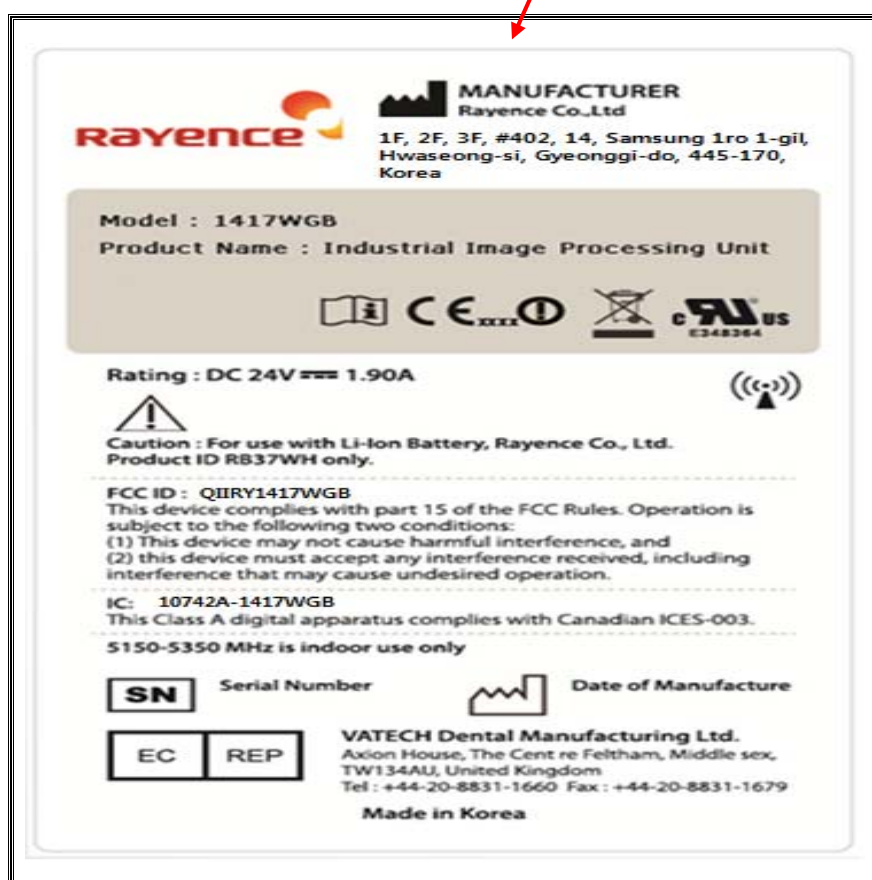 Rayence
MANUFACTURER
Rayence Co.,Ltd
1F, 2F, 3F, #402, 14, Samsung 1ro 1-gil,
Hwaseong-si, Gyeonggi-do, 445-170,
Korea
Model : 1417WGB
Product Name : Industrial Image Processing Unit
CE
c RU US
E348364
Rating : DC 24V 1.90A
Caution : For use with Li-Ion Battery, Rayence Co., Ltd.
Product ID RB37WH only.
FCC ID : QIIRY1417WGB
This device complies with part 15 of the FCC Rules. Operation is
subject to the following two conditions:
(1) This device may not cause harmful interference, and
(2) this device must accept any interference received, including
interference that may cause undesired operation.
IC: 10742A-1417WGB
This Class A digital apparatus complies with Canadian ICES-003.
5150-5350 MHz is indoor use only
SN Serial Number
Date of Manufacture
EC REP
VATECH Dental Manufacturing Ltd.
Axion House, The Cent re Feltham, Middle sex,
TW134AU, United Kingdom
Tel : +44-20-8831-1660 Fax : +44-20-8831-1679
Made in Korea